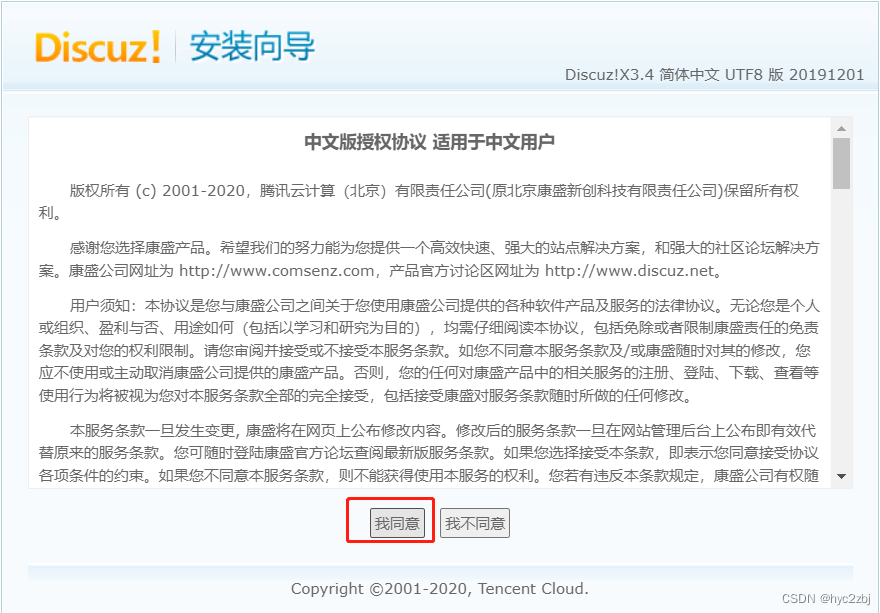 Discuz! 安装向导
Discuz!X3.4 简体中文 UTF8 版 20191201
中文版授权协议 适用于中文用户
版权所有 (c) 2001-2020，腾讯云计算（北京）有限责任公司(原北京康盛新创科技有限责任公司)保留所有权
利。
感谢您选择康盛产品。希望我们的努力能为您提供一个高效快速、强大的站点解决方案，和强大的社区论坛解决方
案。康盛公司网址为 http://www.comsenz.com，产品官方讨论区网址为 http://www.discuz.net。
用户须知：本协议是您与康盛公司之间关于您使用康盛公司提供的各种软件产品及服务的法律协议。无论您是个人
或组织、盈利与否、用途如何（包括以学习和研究为目的），均需仔细阅读本协议，包括免除或者限制康盛责任的免责
条款及对您的权利限制。请您审阅并接受或不接受本服务条款。如您不同意本服务条款及/或康盛随时对其的修改，您
应不使用或主动取消康盛公司提供的康盛产品。否则，您的任何对康盛产品中的相关服务的注册、登陆、下载、查看等
使用行为将被视为您对本服务条款全部的完全接受，包括接受康盛对服务条款随时所做的任何修改。
本服务条款一旦发生变更, 康盛将在网页上公布修改内容。修改后的服务条款一旦在网站管理后台上公布即有效代
替原来的服务条款。您可随时登陆康盛官方论坛查阅最新版服务条款。如果您选择接受本条款，即表示您同意接受协议
各项条件的约束。如果您不同意本服务条款，则不能获得使用本服务的权利。您若有违反本条款规定，康盛公司有权随
我同意 我不同意
Copyright ©2001-2020, Tencent Cloud.
CSDN @hyc2zbj